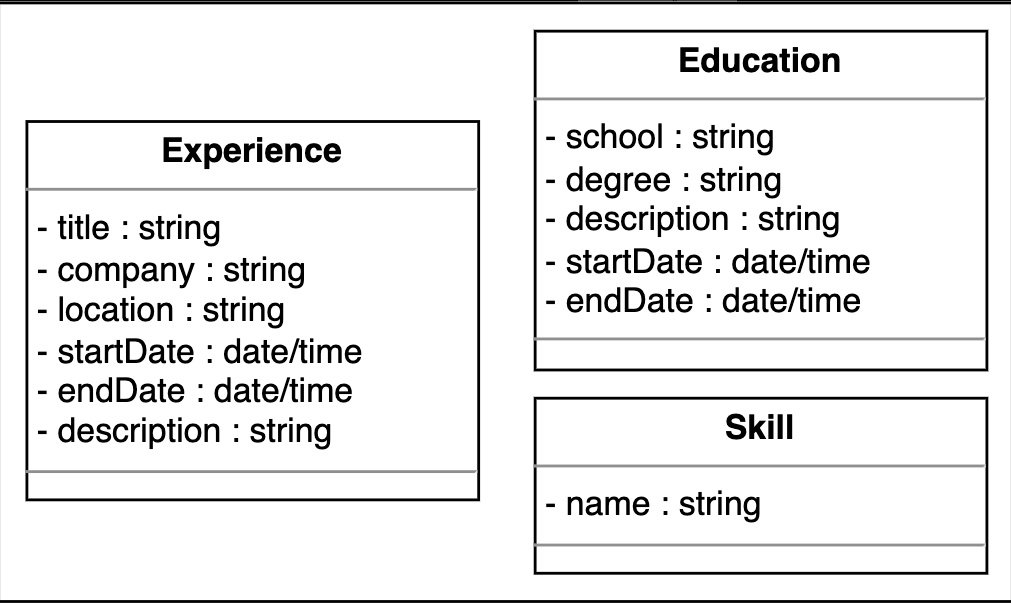 Experience
- title : string
- company : string
- location : string
- startDate : date/time
- endDate : date/time
- description : string
Education
- school : string
- degree : string
- description : string
- startDate : date/time
- endDate : date/time
Skill
- name : string